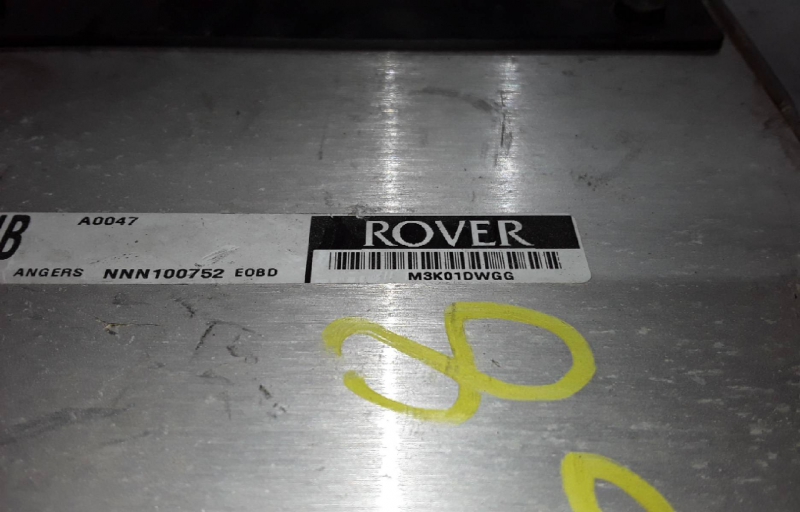 A0047
ROVER
ANGERS NNN100752 EOBD
M3K01DWGG